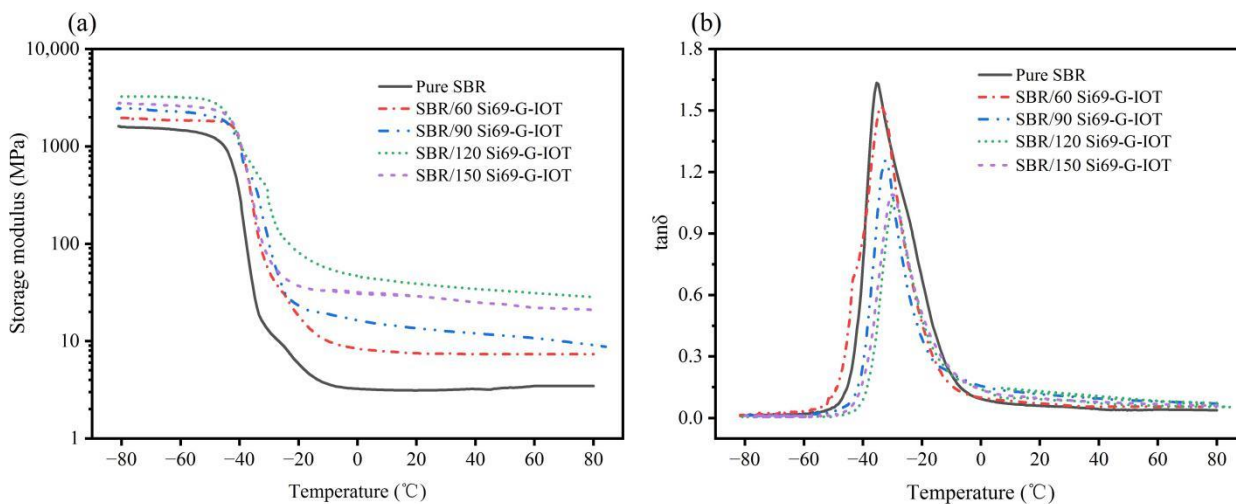 (a)
10,000
1000
100
10
1
Storage modulus (MPa)
Pure SBR
SBR/60 Si69-G-IOT
SBR/90 Si69-G-IOT
SBR/120 Si69-G-IOT
SBR/150 Si69-G-IOT
−80 −60 −40 −20 0 20 40 60 80
Temperature (℃)
(b)
1.8
1.5
1.2
0.9
0.6
0.3
0.0
tanδ
Pure SBR
SBR/60 Si69-G-IOT
SBR/90 Si69-G-IOT
SBR/120 Si69-G-IOT
SBR/150 Si69-G-IOT
−80 −60 −40 −20 0 20 40 60 80
Temperature (℃)